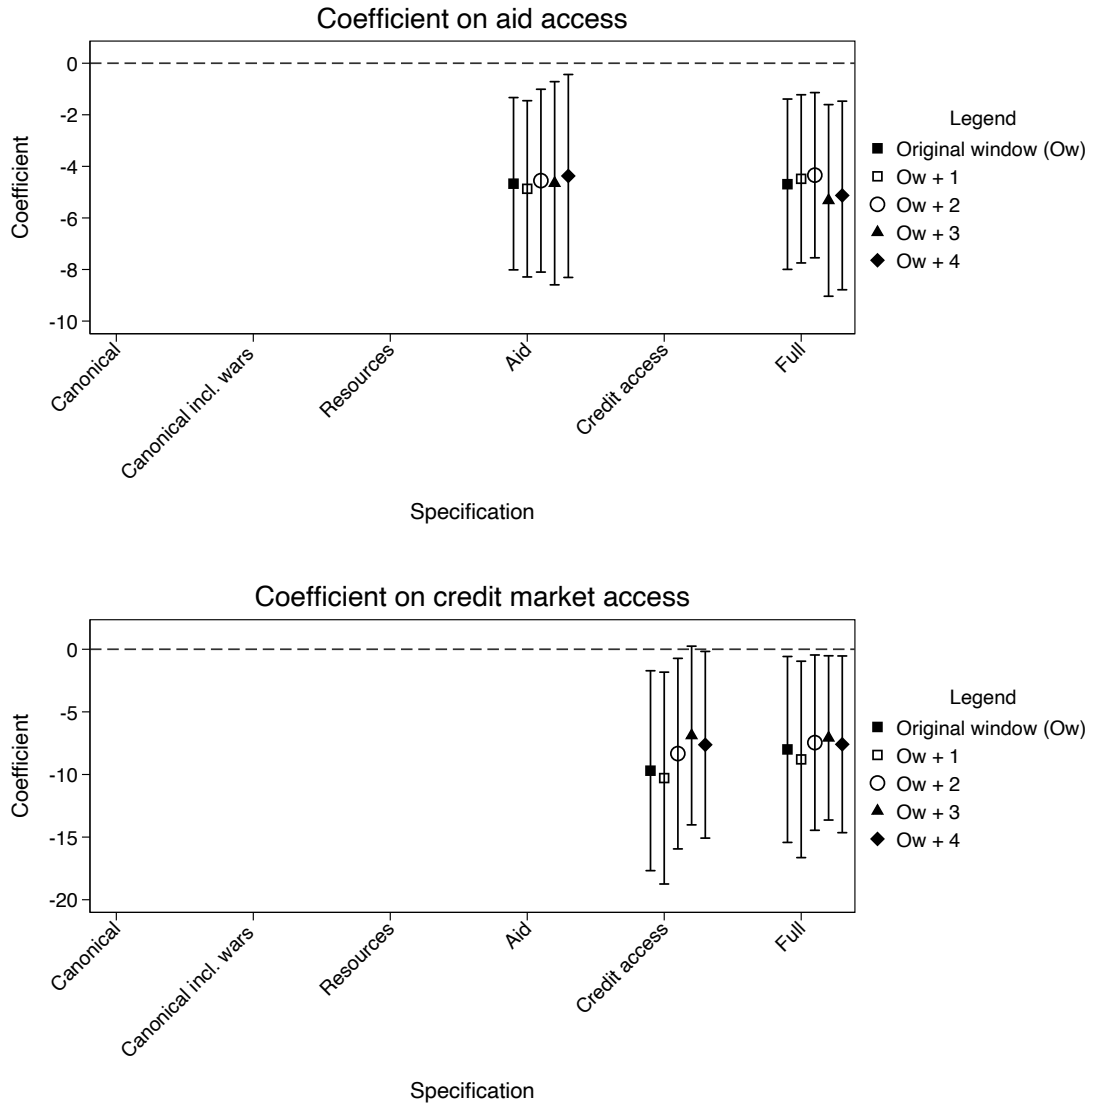 Coefficient on aid access
0
-2
-4
-6
-8
-10
Coefficient
Canonical
Canonical incl. wars
Resources
Aid
Credit access
Full
Specification
Legend
Original window (Ow)
Ow + 1
Ow + 2
Ow + 3
Ow + 4
Coefficient on credit market access
0
-5
-10
-15
-20
Coefficient
Canonical
Canonical incl. wars
Resources
Aid
Credit access
Full
Specification
Legend
Original window (Ow)
Ow + 1
Ow + 2
Ow + 3
Ow + 4